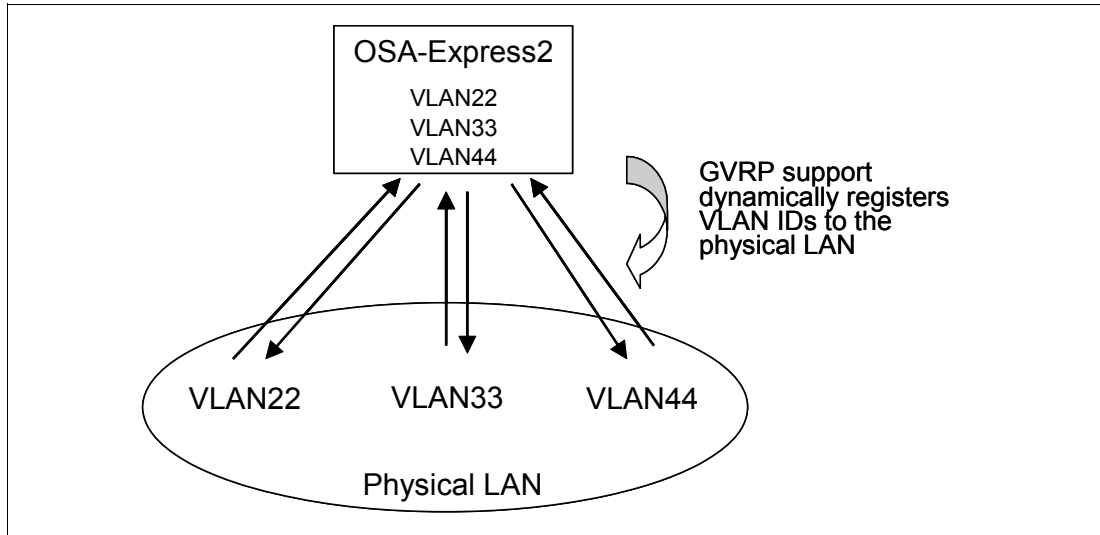 OSA-Express2
VLAN22
VLAN33
VLAN44
GVRP support
dynamically registers
VLAN IDs to the
physical LAN
VLAN22
VLAN33
VLAN44
Physical LAN